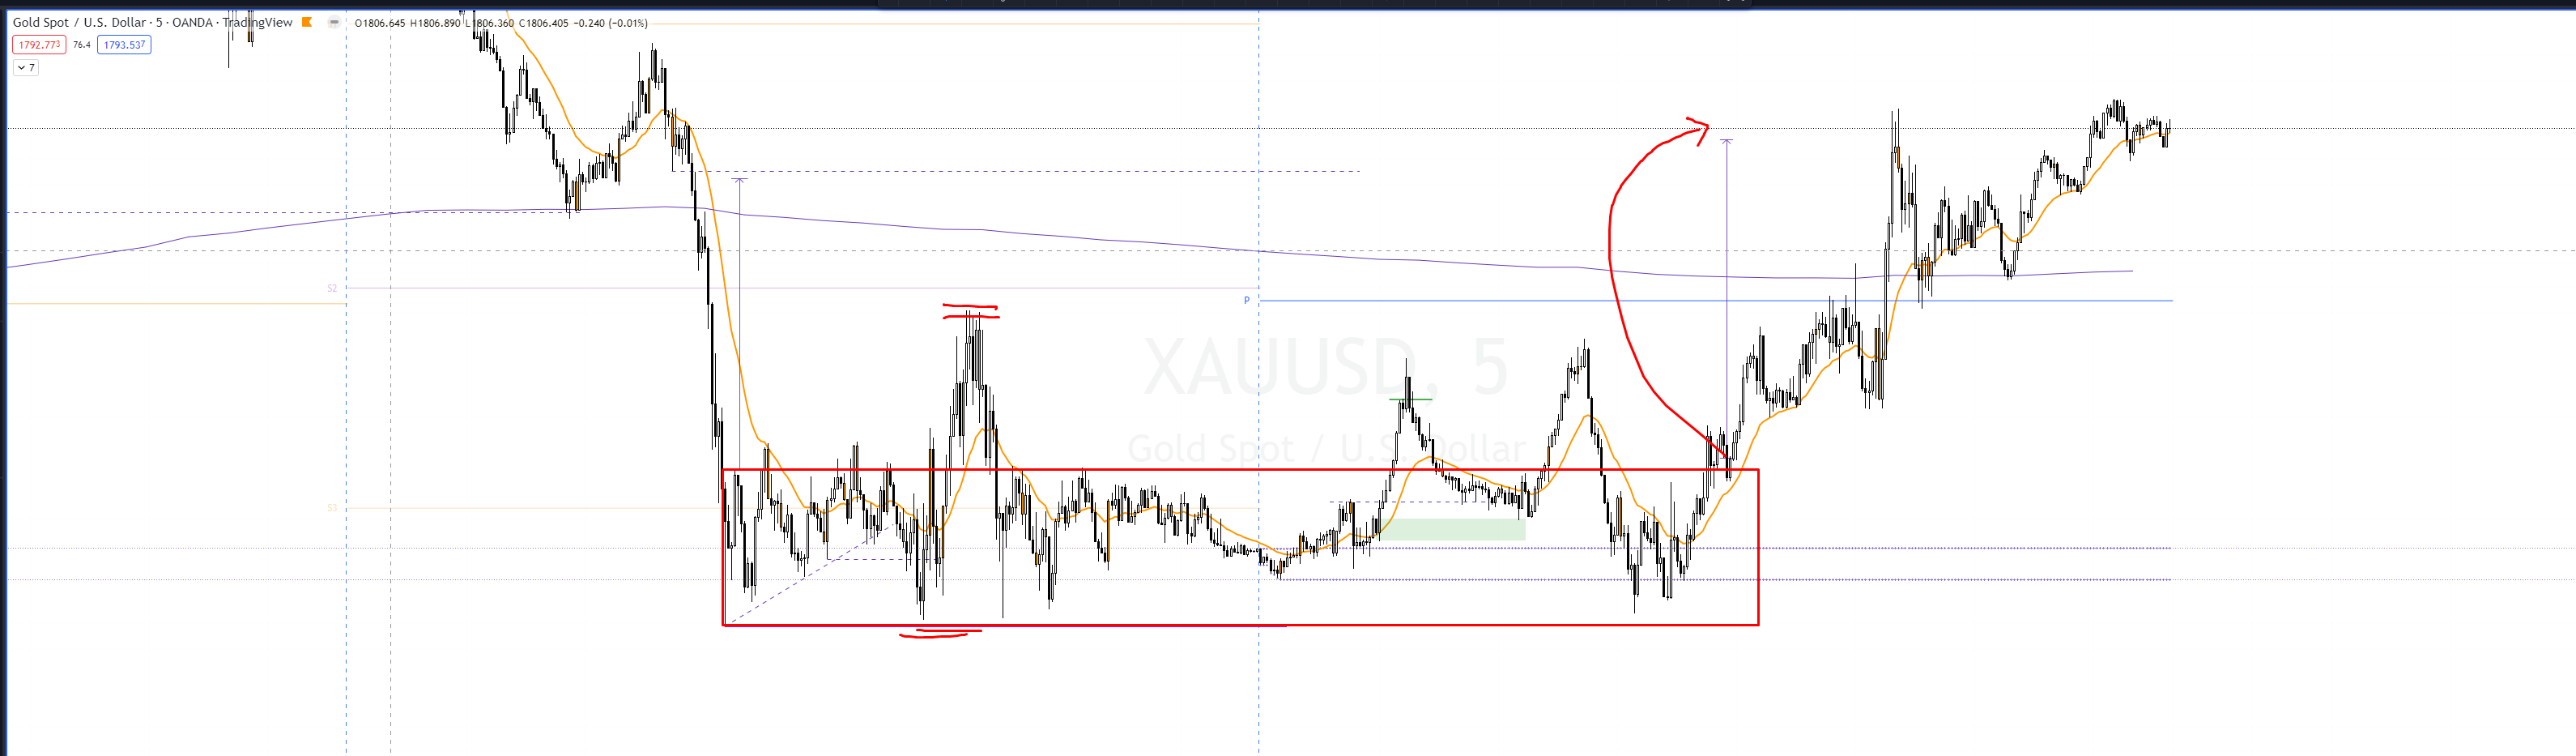 Gold Spot / U.S. Dollar · 5 · OANDA · TradingView O1806.645 H1806.890 L1806.360 C1806.405 −0.240 (−0.01%)
1792.773 76.4 1793.537
7
S2
P
XAUUSD, 5
Gold Spot / U.S. Dollar
S3